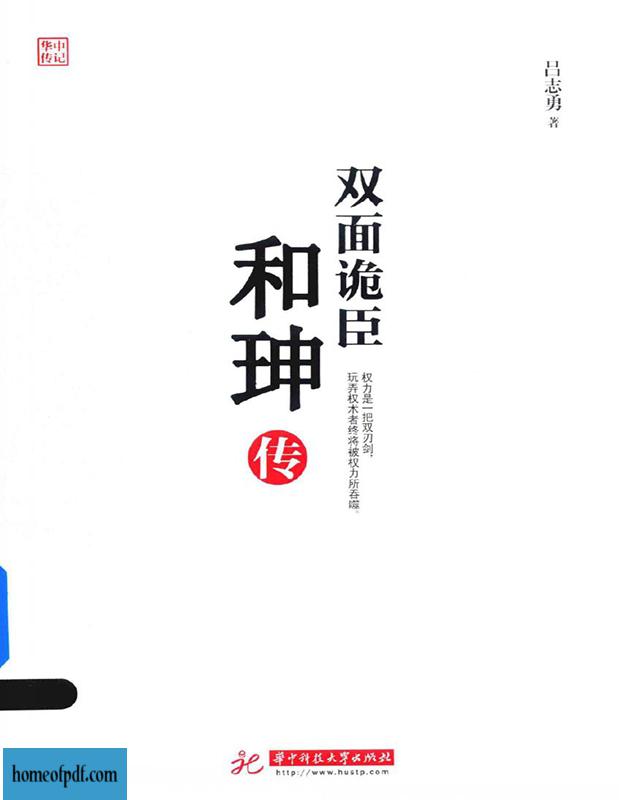 华中
传记
吕志勇 著
双面诡臣
和珅
传
权力是一把双刃剑，
玩弄权术者终将被权力所吞噬。
华中科技大学出版社
http://www.hustp.com
homeofpdf.com